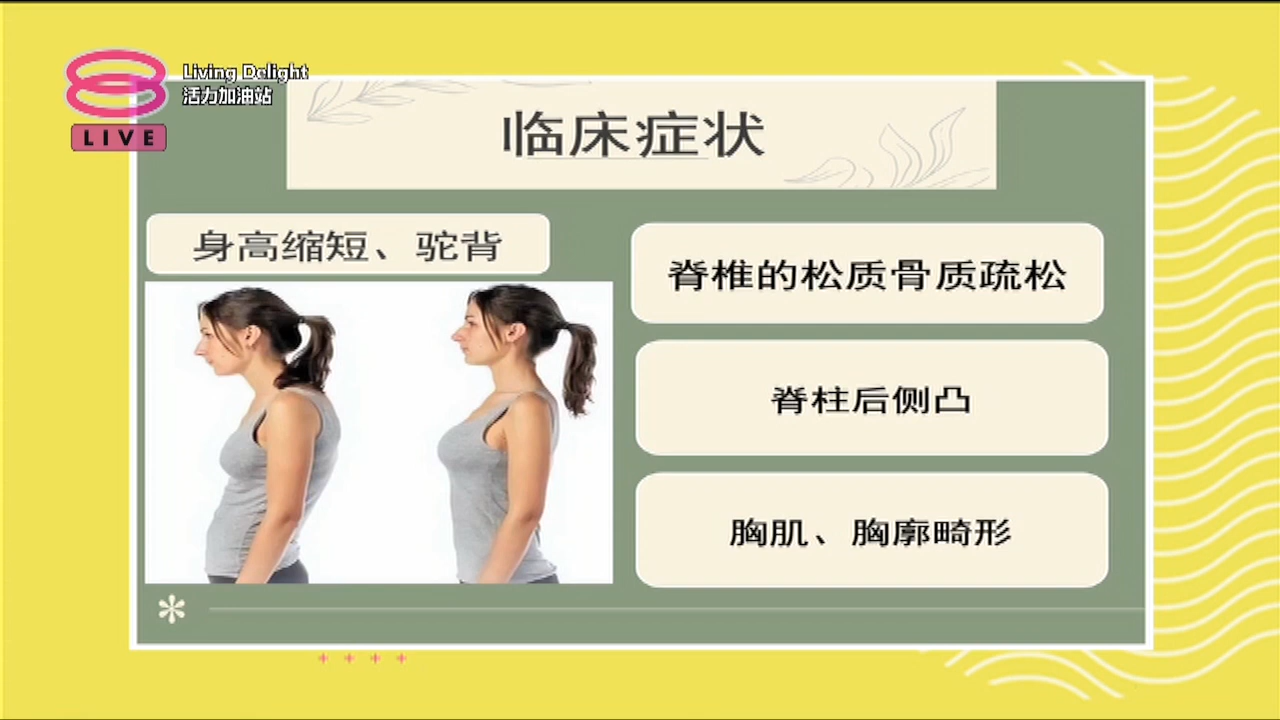 Living Delight
活力加油站
LIVE
临床症状
身高缩短、驼背
脊椎的松质骨质疏松
脊柱后侧凸
胸肌、胸廓畸形